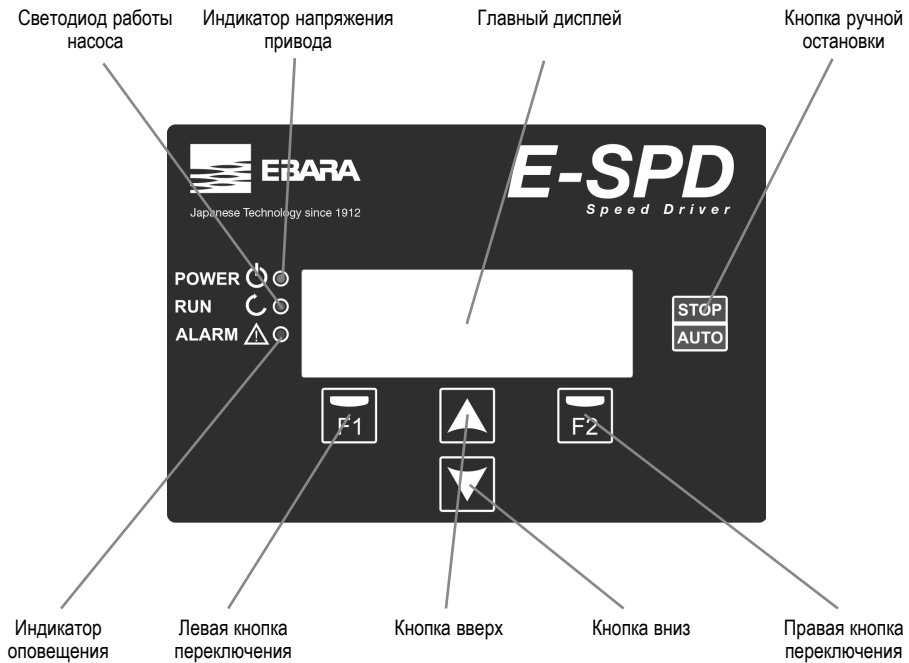 Светодиод работы
насоса
Индикатор напряжения
привода
Главный дисплей
Кнопка ручной
остановки
EBARA
Japanese Technology since 1912
E-SPD
Speed Driver
POWER
RUN
ALARM
STOP
AUTO
F1
F2
Индикатор
оповещения
Левая кнопка
переключения
Кнопка вверх
Кнопка вниз
Правая кнопка
переключения